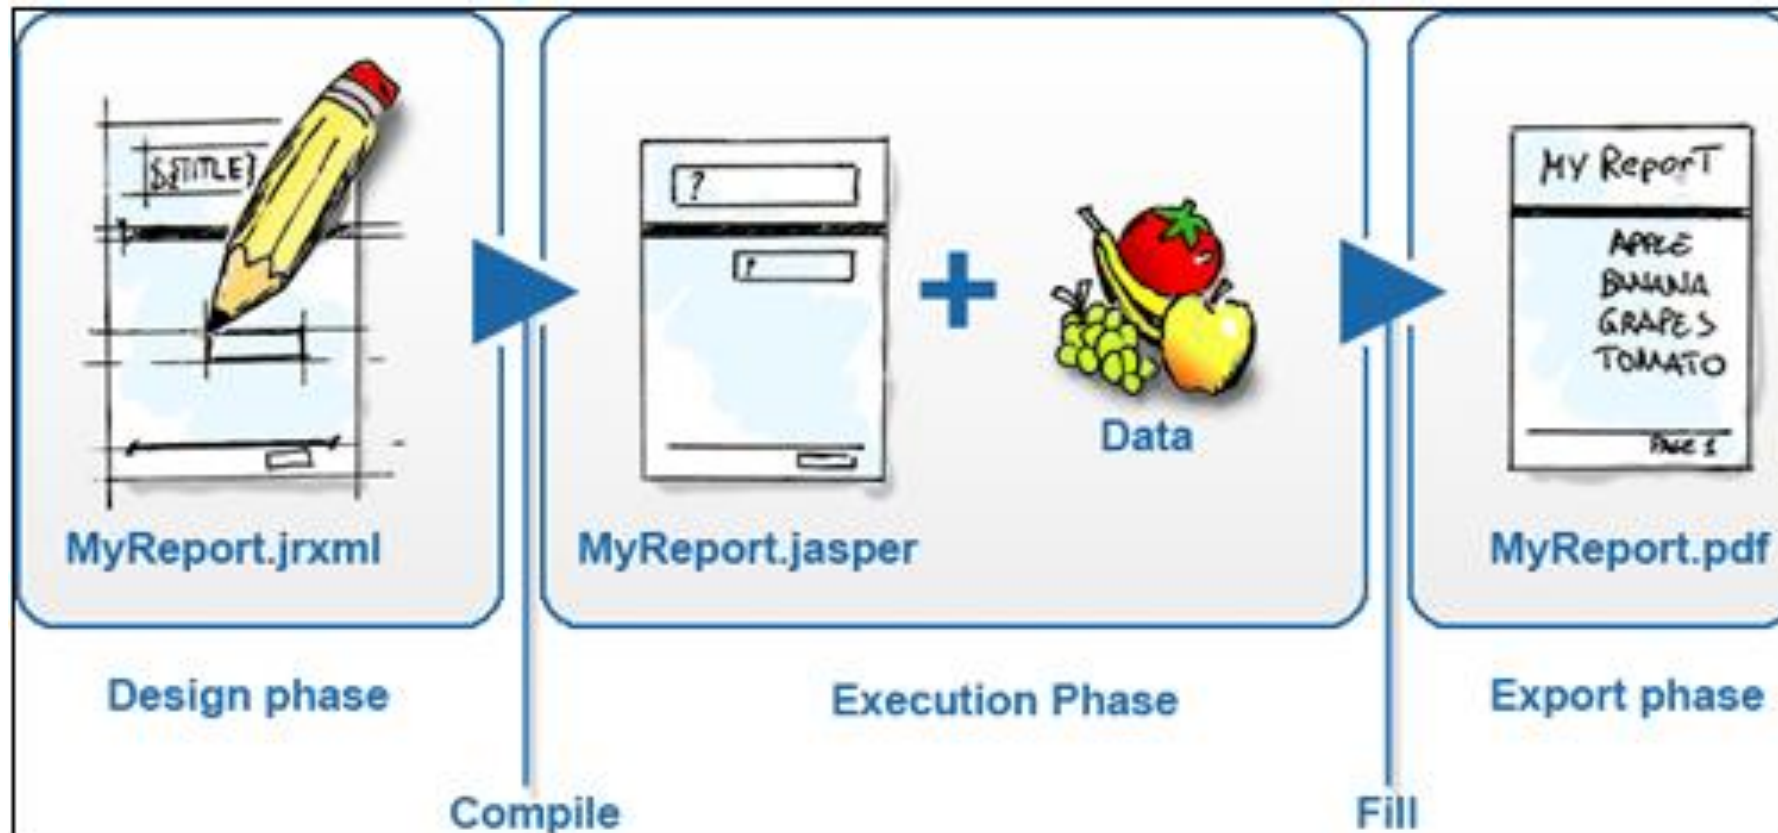 ${TITLE}
?
?
MY RePorT
APPLE
BANANA
GRAPES
TOMATO
PAGE 1
Data
MyReport.jrxml
MyReport.jasper
MyReport.pdf
Design phase
Execution Phase
Export phase
Compile
Fill